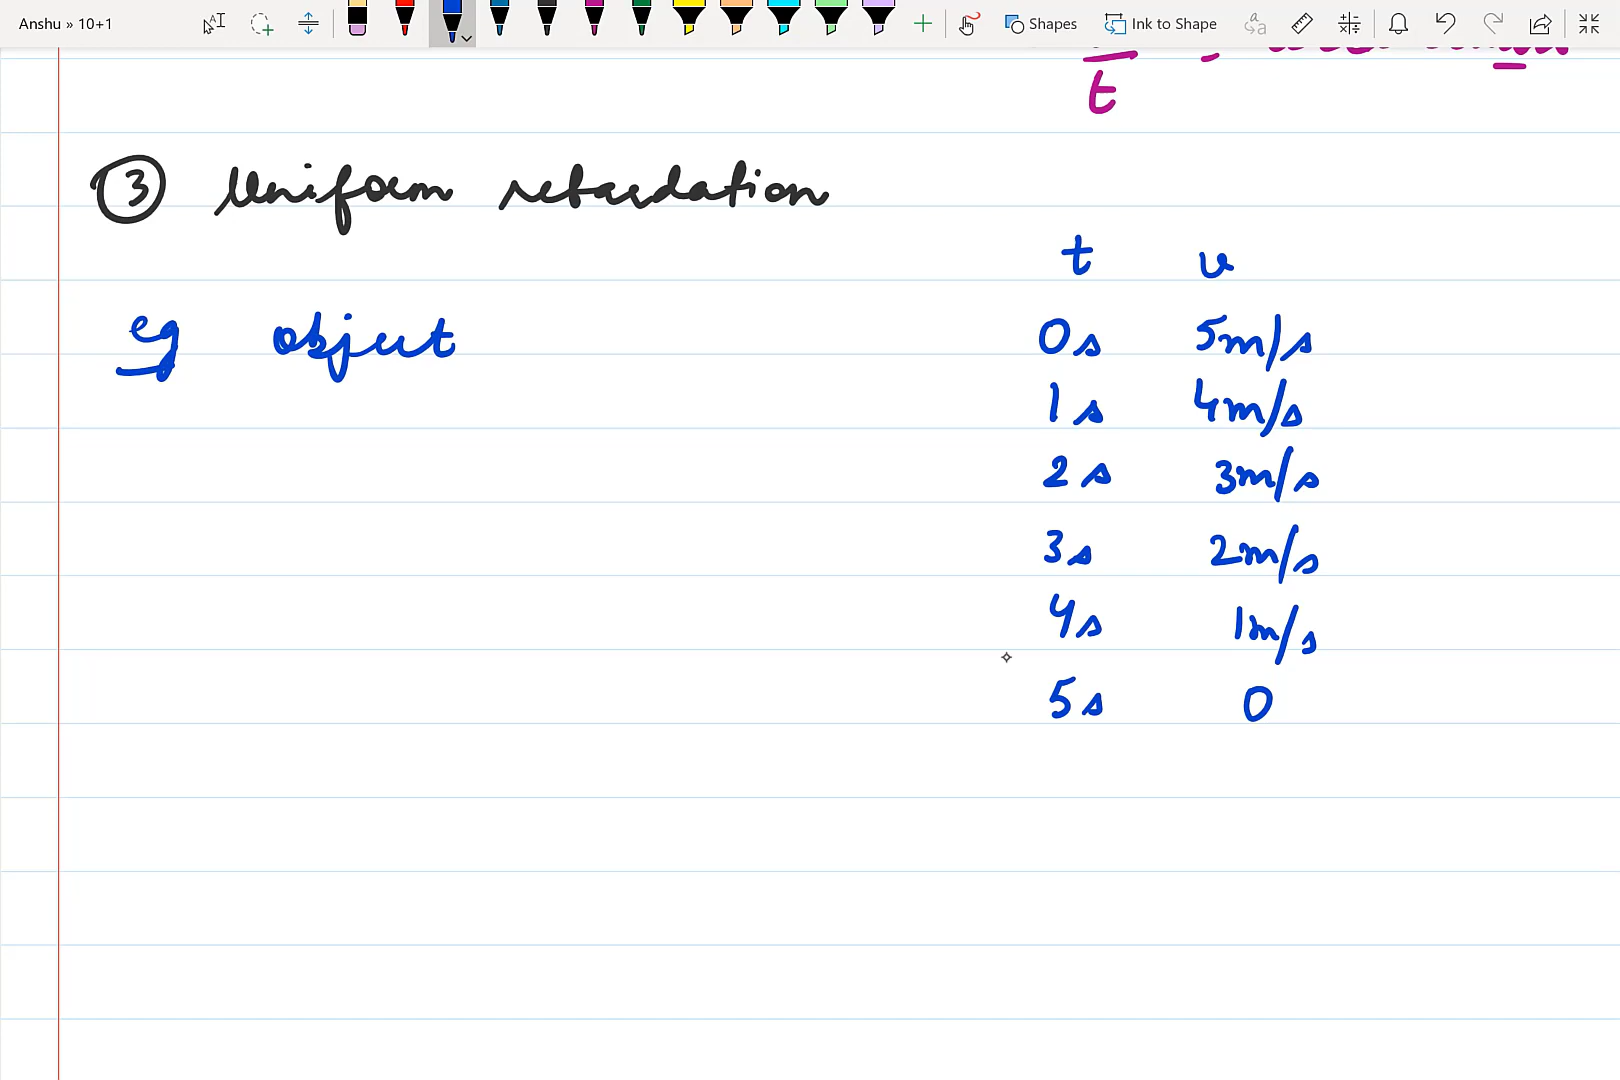 Anshu » 10+1
Shapes
Ink to Shape
t
③ Uniform retardation
t v
eg object
0s 5m/s
1s 4m/s
2s 3m/s
3s 2m/s
4s 1m/s
5s 0